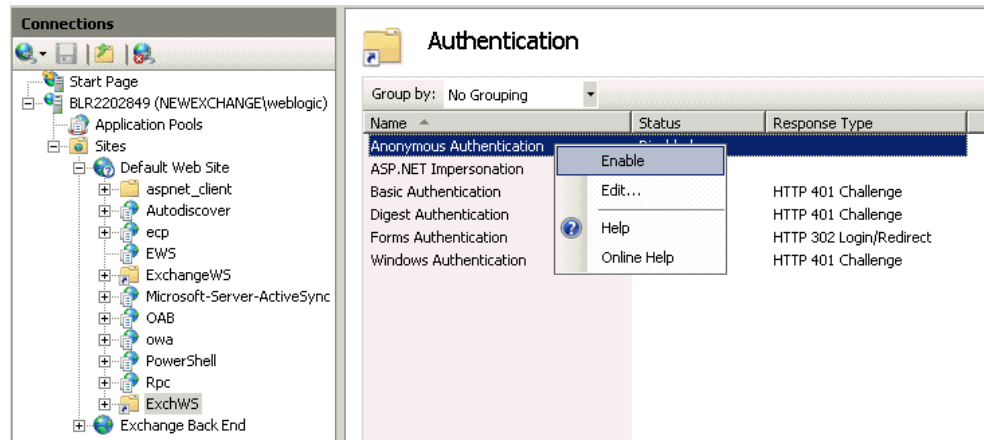 Connections
Start Page
BLR2202849 (NEWEXCHANGE\weblogic)
Application Pools
Sites
Default Web Site
aspnet_client
Autodiscover
ecp
EWS
ExchangeWS
Microsoft-Server-ActiveSync
OAB
owa
PowerShell
Rpc
ExchWS
Exchange Back End
Authentication
Group by: No Grouping
Name Status Response Type
Anonymous Authentication
ASP.NET Impersonation
Basic Authentication HTTP 401 Challenge
Digest Authentication HTTP 401 Challenge
Forms Authentication HTTP 302 Login/Redirect
Windows Authentication HTTP 401 Challenge
Enable
Edit...
Help
Online Help